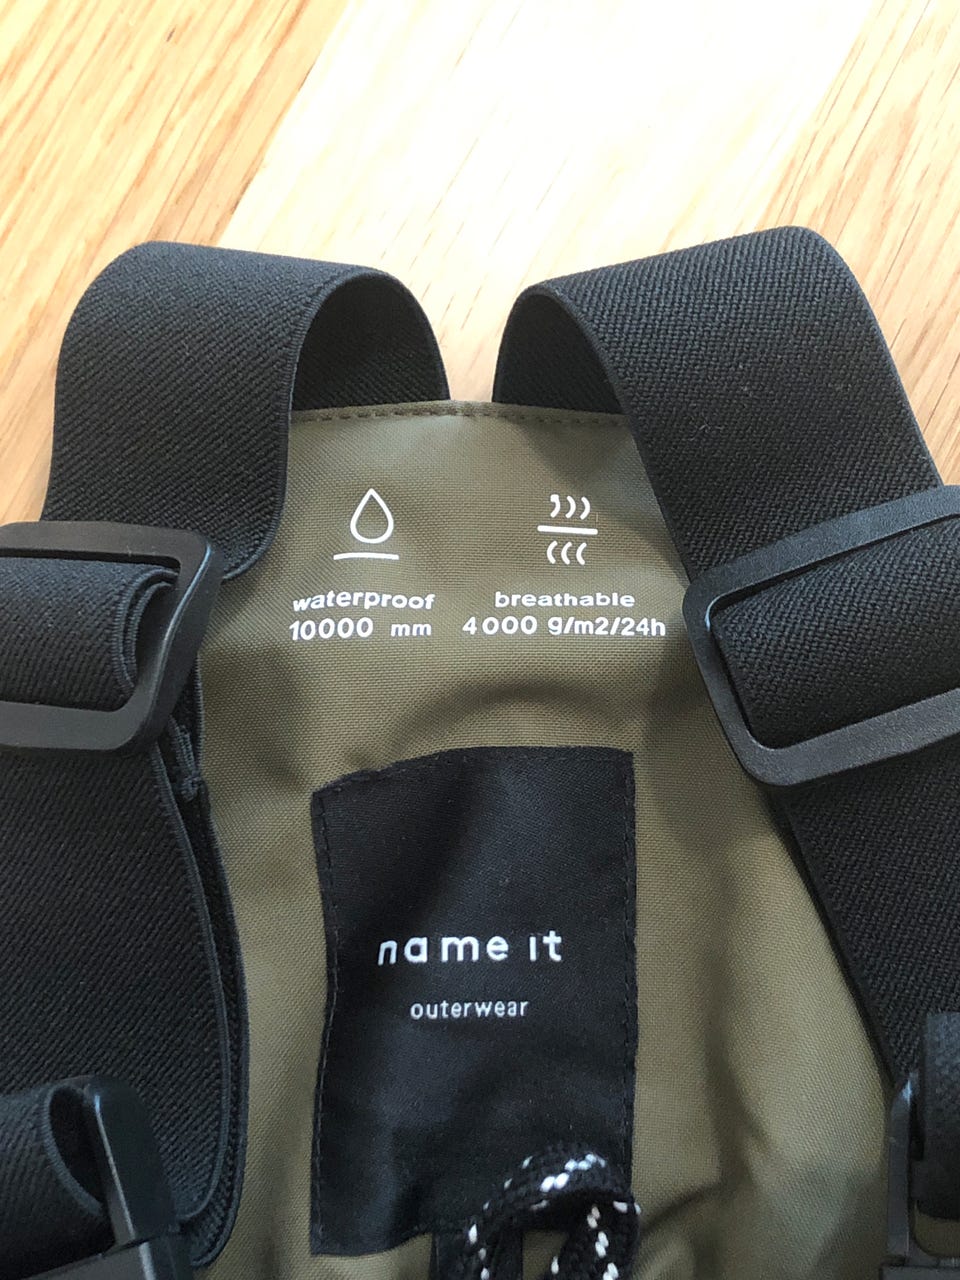 waterproof
10000 mm
breathable
4000 g/m2/24h
name it
outerwear